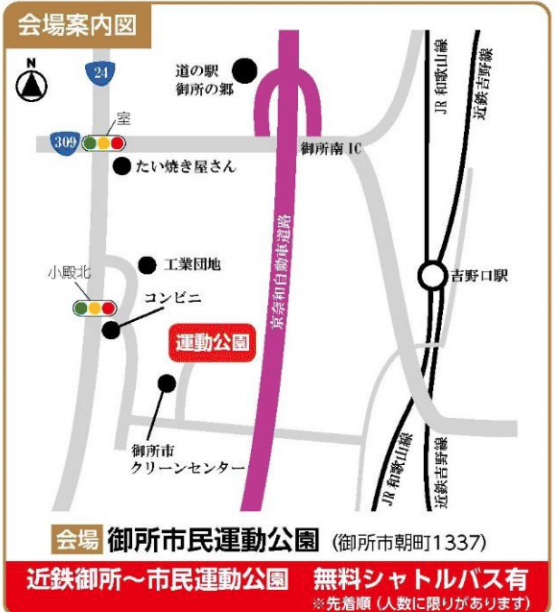 会場案内図
N
24
道の駅
御所の郷
JR 和歌山線
近鉄吉野線
室
309
御所南 IC
たい焼き屋さん
京奈和自動車道路
工業団地
小殿北
コンビニ
吉野口駅
運動公園
御所市
クリーンセンター
JR 和歌山線
近鉄吉野線
会場 御所市民運動公園 (御所市朝町1337)
近鉄御所～市民運動公園 無料シャトルバス有
※先着順（人数に限りがあります）